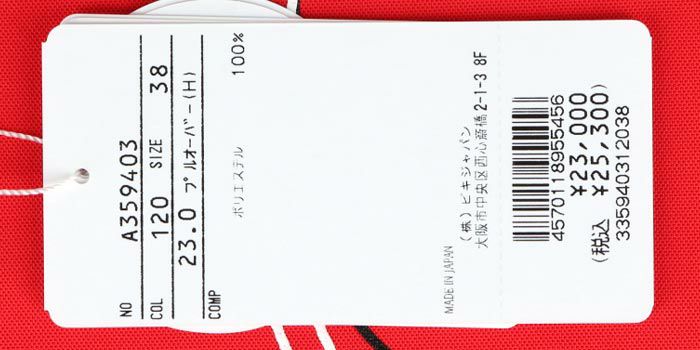 NO A359403
COL 120 SIZE 38
23.0 プルオーバー(H)
COMP
ポリエステル 100%
MADE IN JAPAN
(株)ビキジャパン
大阪市中央区西心斎橋2-1-3 8F
4570118955456
¥23,000
(税込 ¥25,300)
335940312038